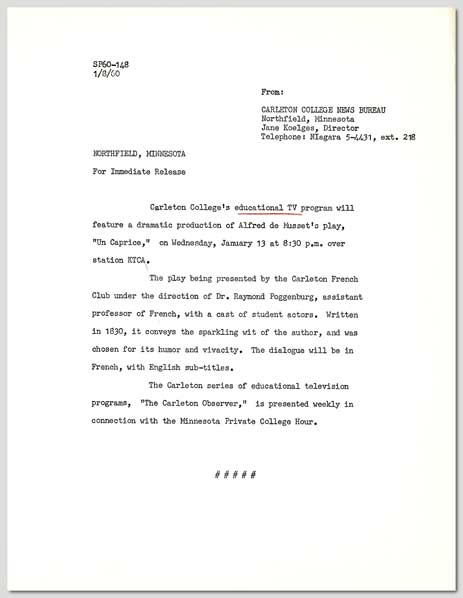 SP60-148
1/8/60
From:
CARLETON COLLEGE NEWS BUREAU
Northfield, Minnesota
Jane Koelges, Director
Telephone: NIagara 5-4431, ext. 218
NORTHFIELD, MINNESOTA
For Immediate Release
Carleton College's educational TV program will
feature a dramatic production of Alfred de Musset's play,
"Un Caprice," on Wednesday, January 13 at 8:30 p.m. over
station KTCA.
The play being presented by the Carleton French
Club under the direction of Dr. Raymond Poggenburg, assistant
professor of French, with a cast of student actors. Written
in 1830, it conveys the sparkling wit of the author, and was
chosen for its humor and vivacity. The dialogue will be in
French, with English sub-titles.
The Carleton series of educational television
programs, "The Carleton Observer," is presented weekly in
connection with the Minnesota Private College Hour.
# # # # #